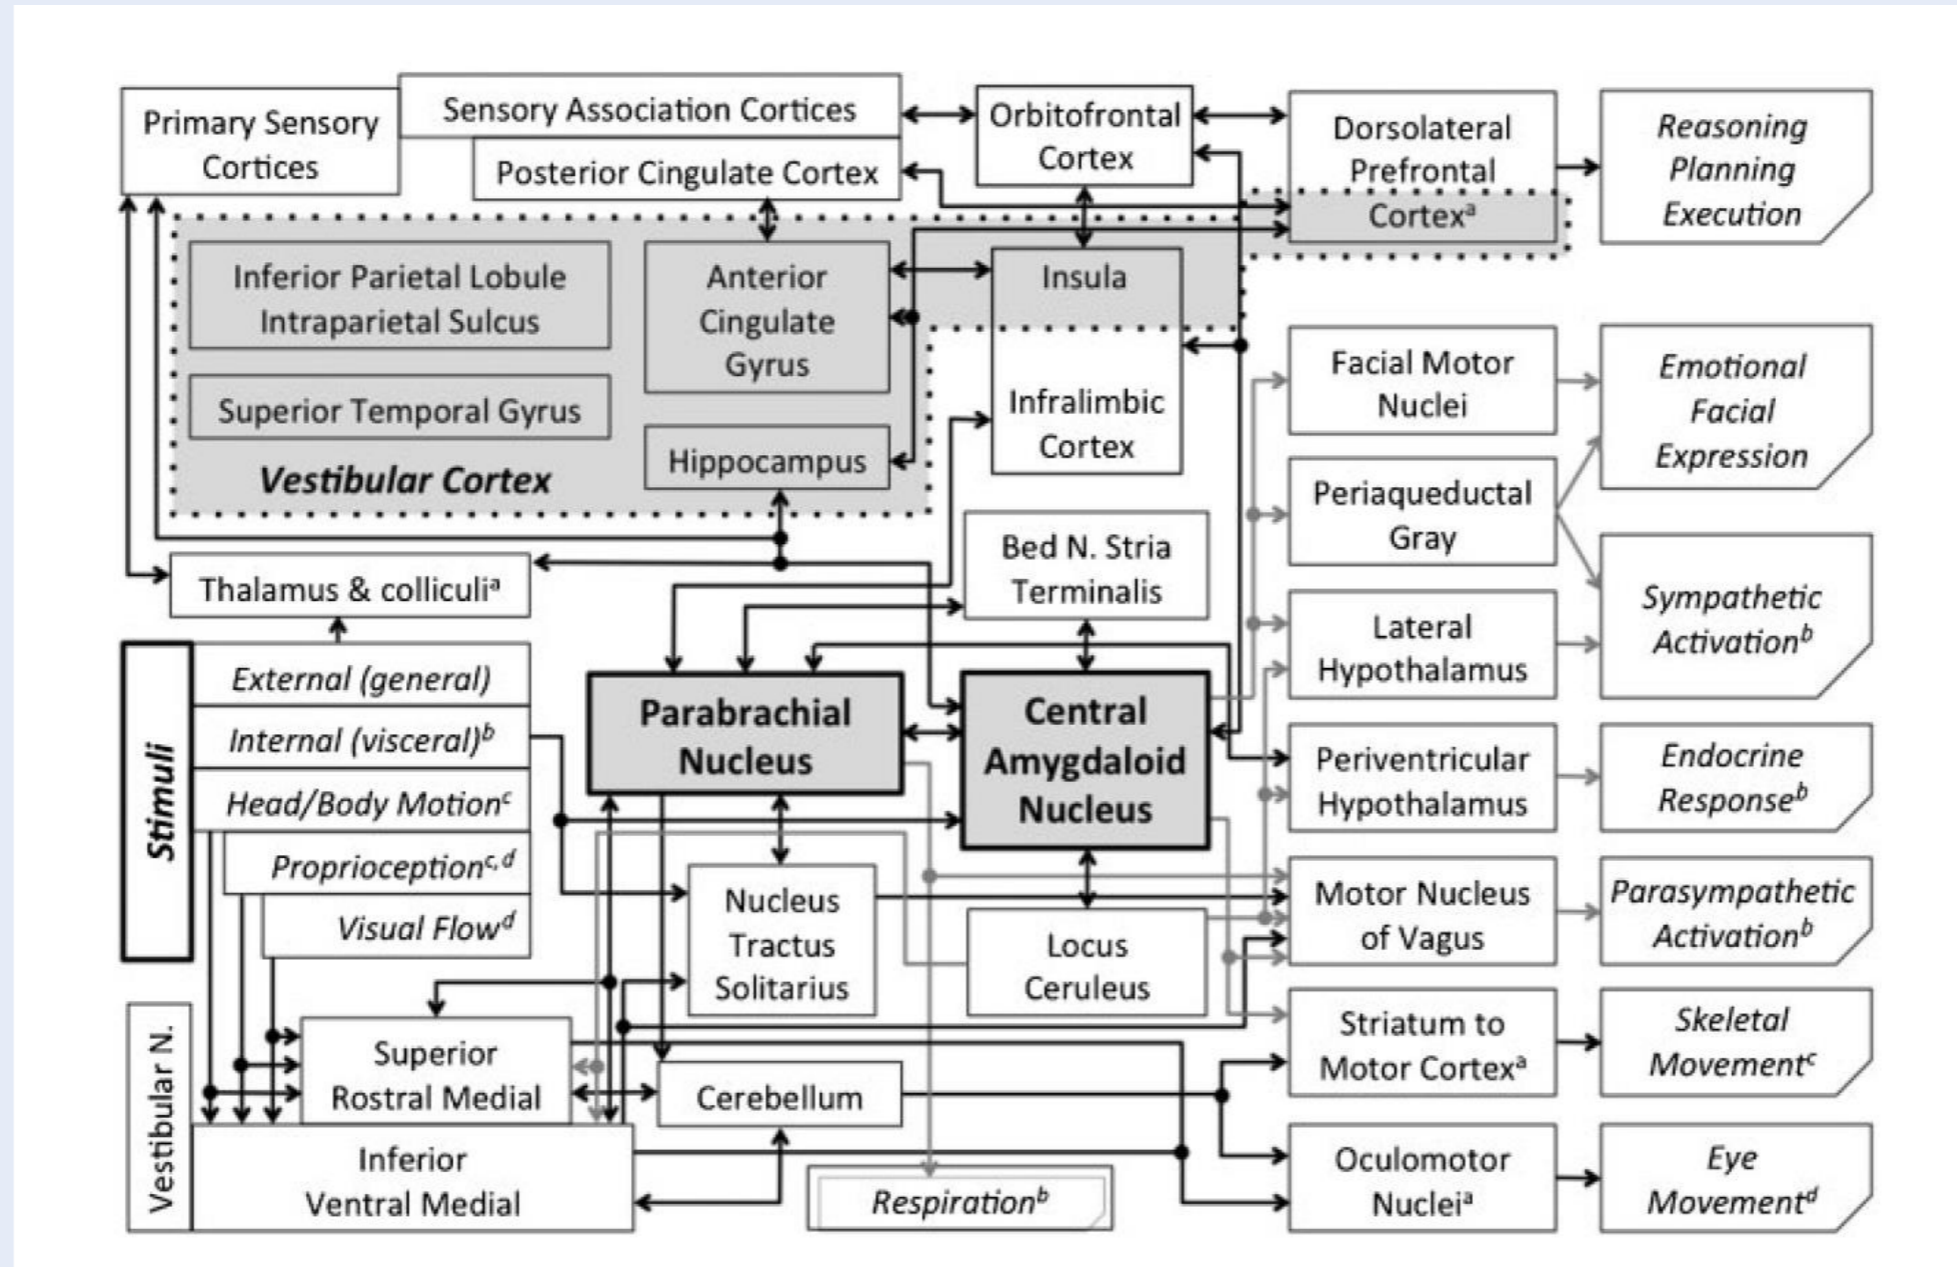 Primary Sensory
Cortices
Sensory Association Cortices
Posterior Cingulate Cortex
Orbitofrontal
Cortex
Dorsolateral
Prefrontal
Cortexᵃ
Reasoning
Planning
Execution
Inferior Parietal Lobule
Intraparietal Sulcus
Superior Temporal Gyrus
Vestibular Cortex
Anterior
Cingulate
Gyrus
Hippocampus
Insula
Infralimbic
Cortex
Facial Motor
Nuclei
Emotional
Facial
Expression
Periaqueductal
Gray
Bed N. Stria
Terminalis
Thalamus & colliculiᵃ
Lateral
Hypothalamus
Sympathetic
Activationᵇ
Stimuli
External (general)
Internal (visceral)ᵇ
Head/Body Motionᶜ
Proprioceptionᶜ,ᵈ
Visual Flowᵈ
Parabrachial
Nucleus
Central
Amygdaloid
Nucleus
Periventricular
Hypothalamus
Endocrine
Responseᵇ
Nucleus
Tractus
Solitarius
Locus
Ceruleus
Motor Nucleus
of Vagus
Parasympathetic
Activationᵇ
Vestibular N.
Superior
Rostral Medial
Inferior
Ventral Medial
Cerebellum
Respirationᵇ
Striatum to
Motor Cortexᵃ
Skeletal
Movementᶜ
Oculomotor
Nucleiᵃ
Eye
Movementᵈ